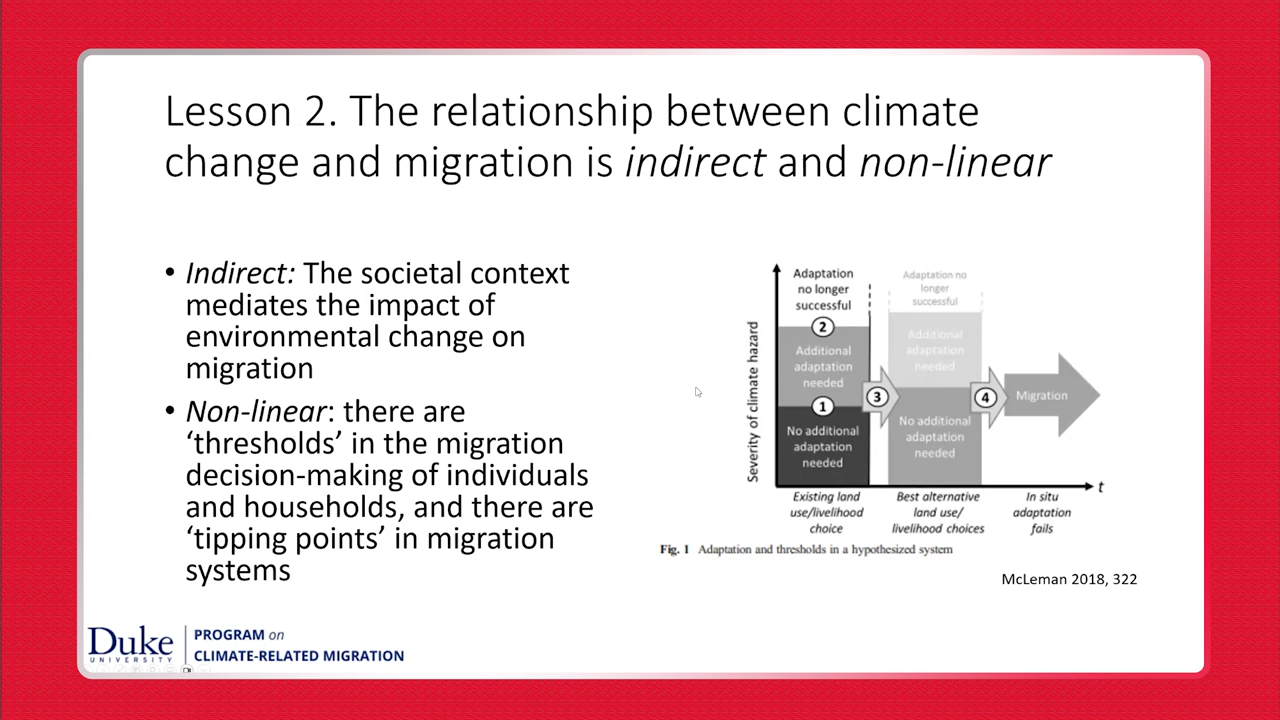 Lesson 2. The relationship between climate
change and migration is indirect and non-linear
• Indirect: The societal context
mediates the impact of
environmental change on
migration
• Non-linear: there are
‘thresholds’ in the migration
decision-making of individuals
and households, and there are
‘tipping points’ in migration
systems
Severity of climate hazard
Adaptation
no longer
successful
2
Additional
adaptation
needed
1
No additional
adaptation
needed
3
Adaptation no
longer
successful
Additional
adaptation
needed
No additional
adaptation
needed
4
Migration
t
Existing land
use/livelihood
choice
Best alternative
land use/
livelihood choices
In situ
adaptation
fails
Fig. 1 Adaptation and thresholds in a hypothesized system
McLeman 2018, 322
Duke
UNIVERSITY
PROGRAM on
CLIMATE-RELATED MIGRATION